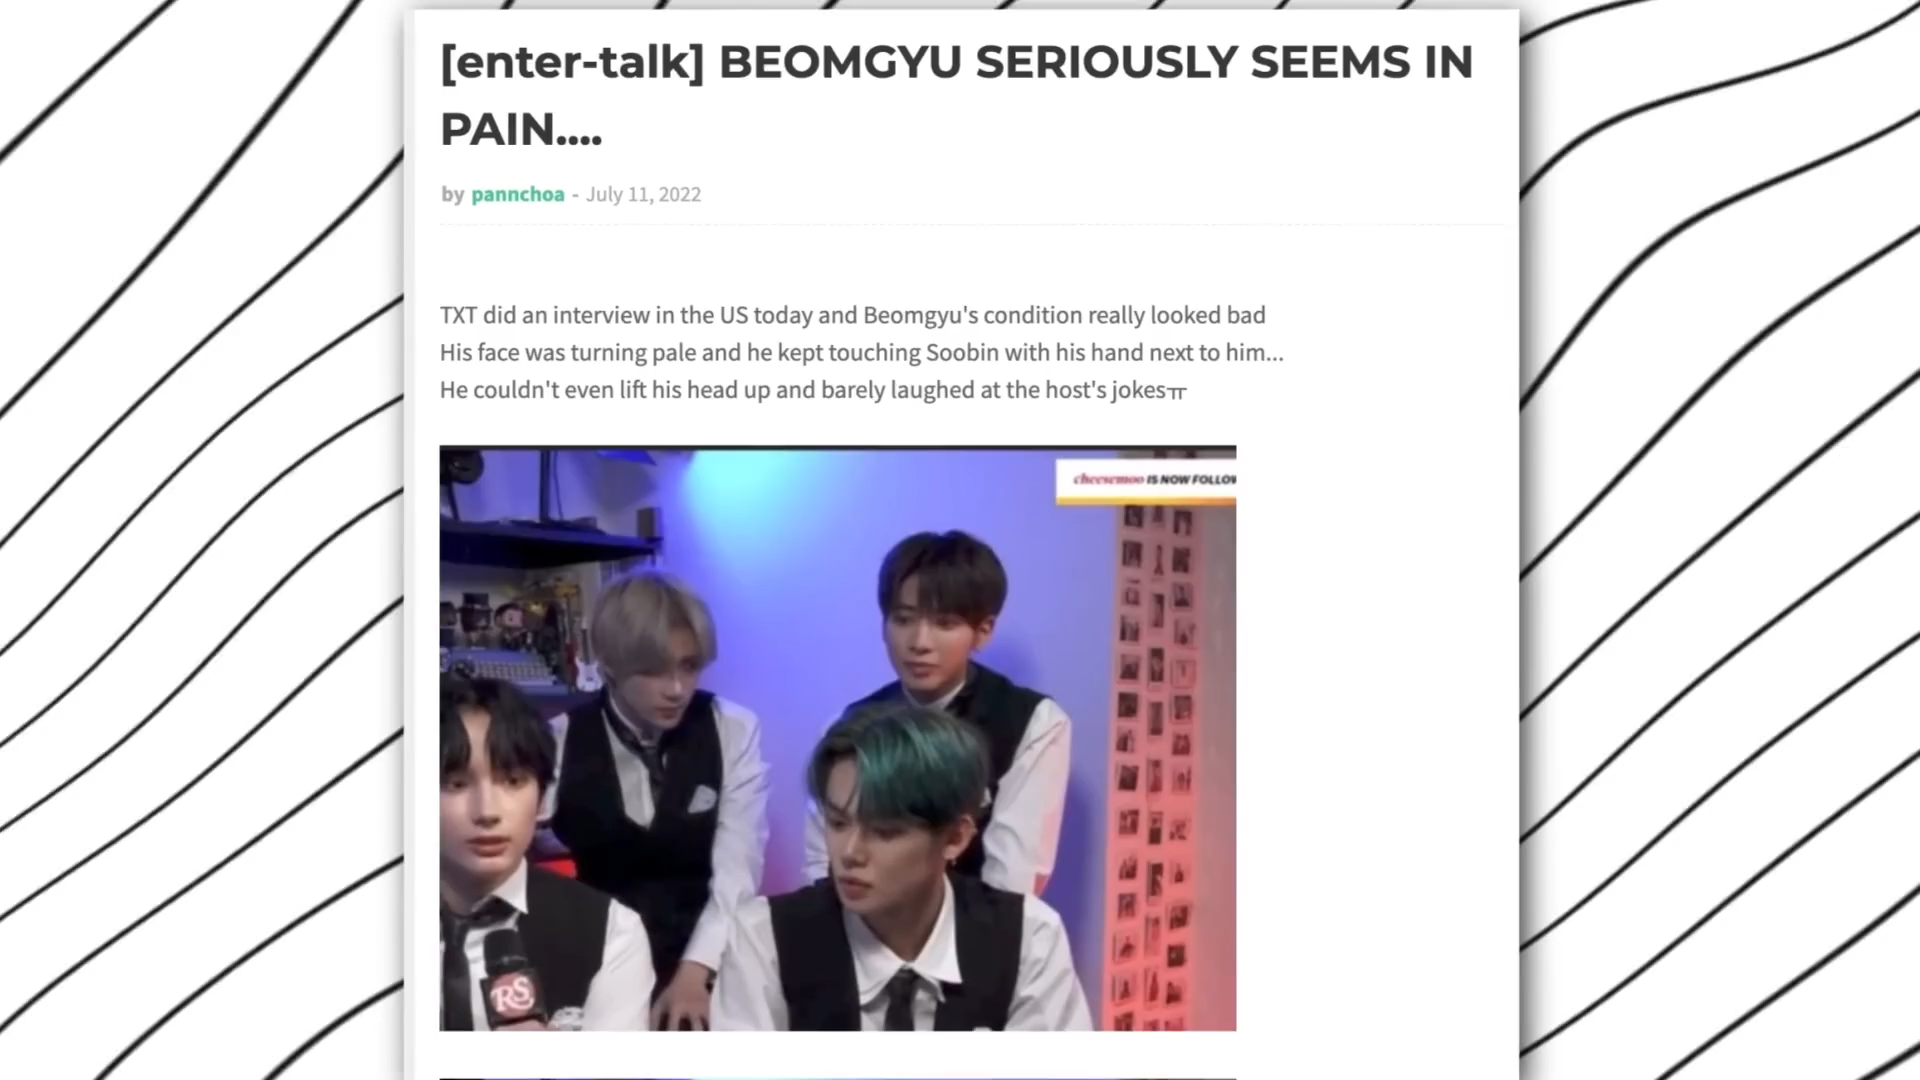 [enter-talk] BEOMGYU SERIOUSLY SEEMS IN
PAIN....
by pannchoa - July 11, 2022
TXT did an interview in the US today and Beomgyu's condition really looked bad
His face was turning pale and he kept touching Soobin with his hand next to him...
He couldn't even lift his head up and barely laughed at the host's jokesㅠ
cheesemoo IS NOW FOLLOW
RS